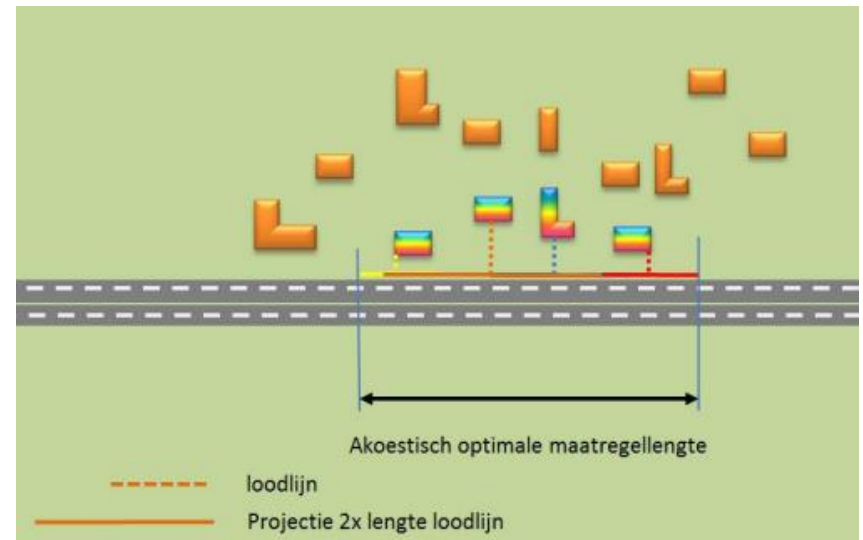 Akoestisch optimale maatregellengte
loodlijn
Projectie 2x lengte loodlijn